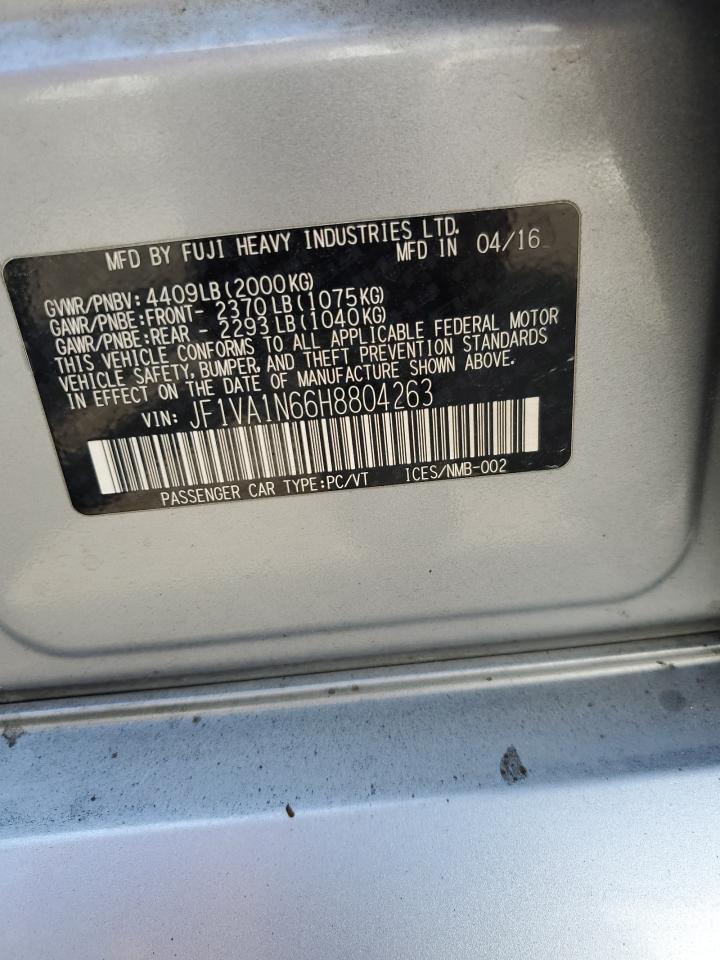 MFD BY FUJI HEAVY INDUSTRIES LTD.
MFD IN 04/16
GVWR/PNBV: 4409LB(2000KG)
GAWR/PNBE:FRONT- 2370LB(1075KG)
GAWR/PNBE:REAR - 2293LB(1040KG)
THIS VEHICLE CONFORMS TO ALL APPLICABLE FEDERAL MOTOR
VEHICLE SAFETY, BUMPER, AND THEFT PREVENTION STANDARDS
IN EFFECT ON THE DATE OF MANUFACTURE SHOWN ABOVE.
VIN: JF1VA1N66H8804263
PASSENGER CAR TYPE:PC/VT ICES/NMB-002